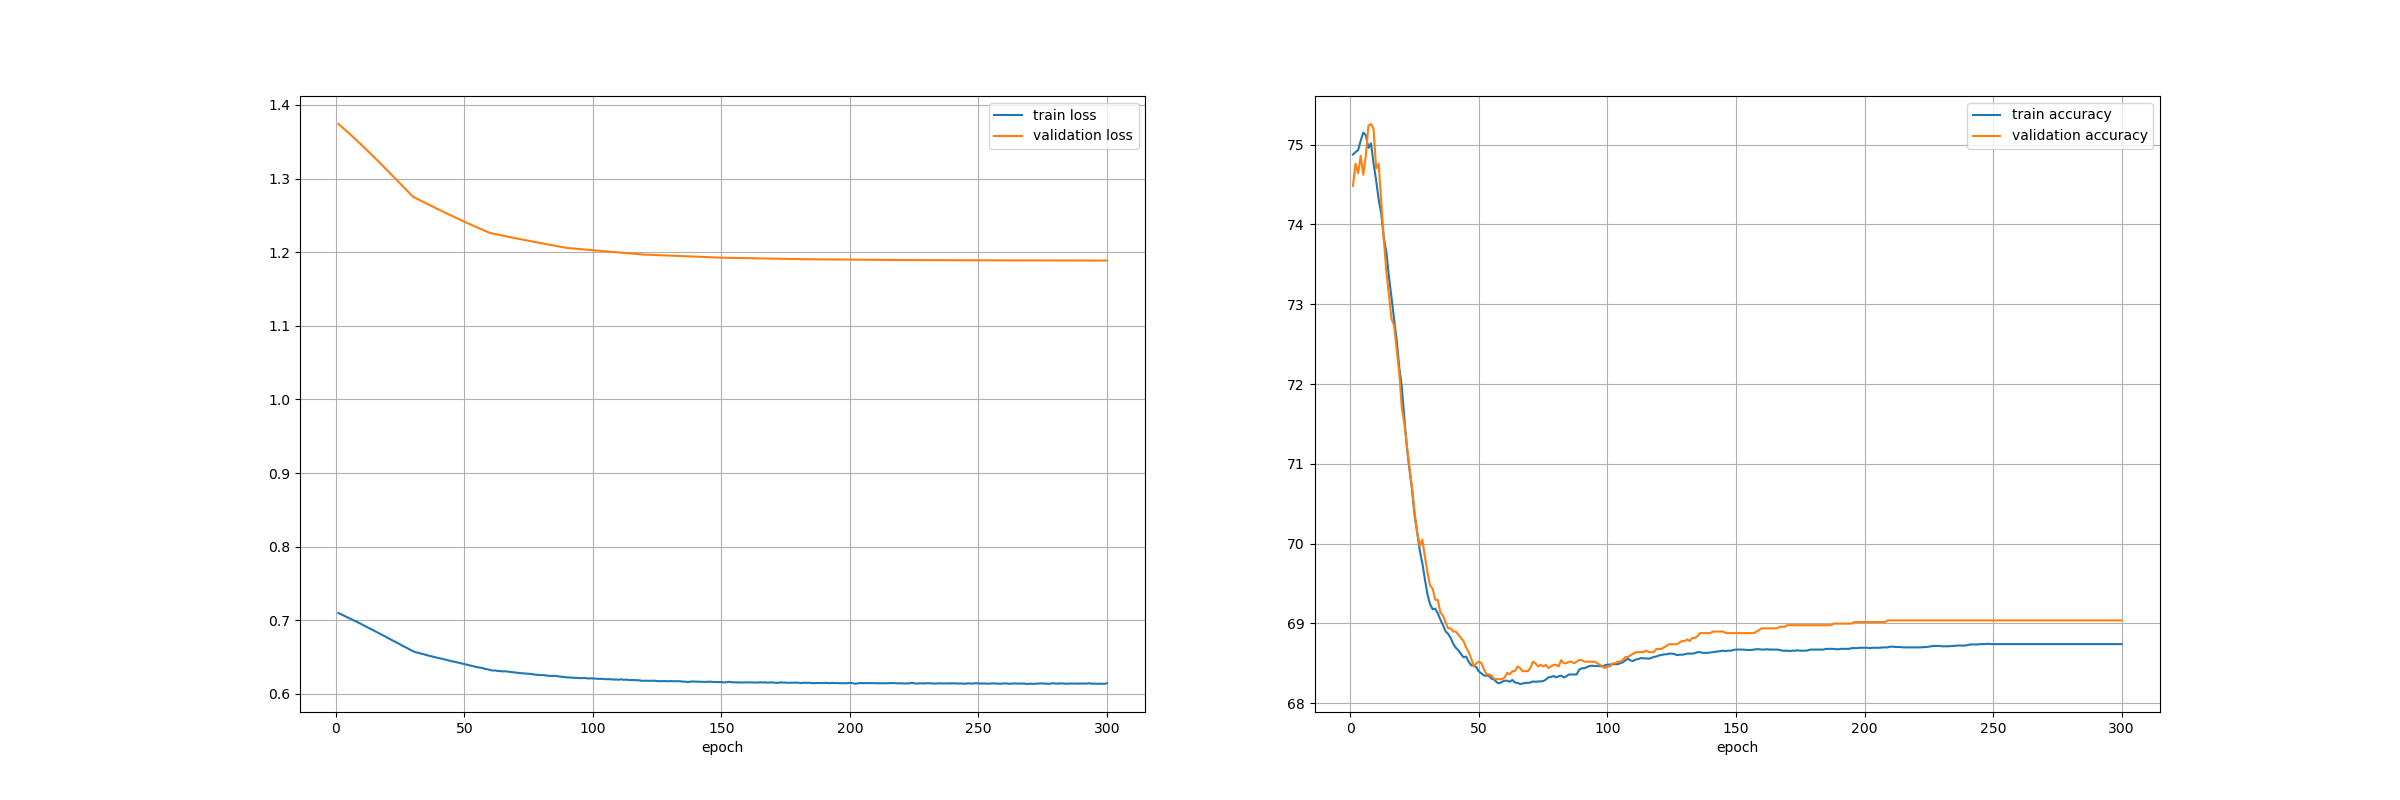 1.4
1.3
1.2
1.1
1.0
0.9
0.8
0.7
0.6
0 50 100 150 200 250 300
epoch
train loss
validation loss
75
74
73
72
71
70
69
68
0 50 100 150 200 250 300
epoch
train accuracy
validation accuracy